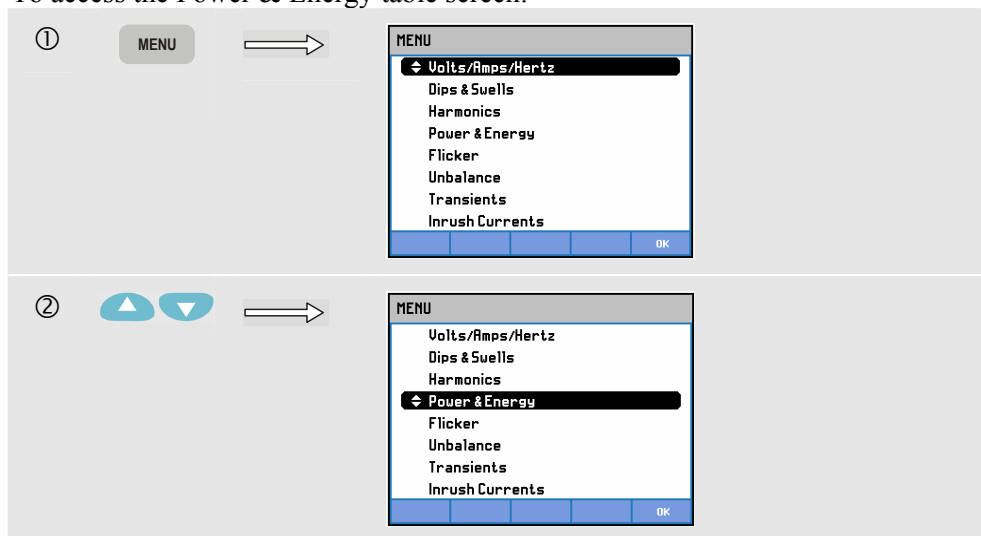 To access the Power & Energy table screen:
① MENU
MENU
Volts/Amps/Hertz
Dips & Swells
Harmonics
Power & Energy
Flicker
Unbalance
Transients
Inrush Currents
OK
②
MENU
Volts/Amps/Hertz
Dips & Swells
Harmonics
Power & Energy
Flicker
Unbalance
Transients
Inrush Currents
OK